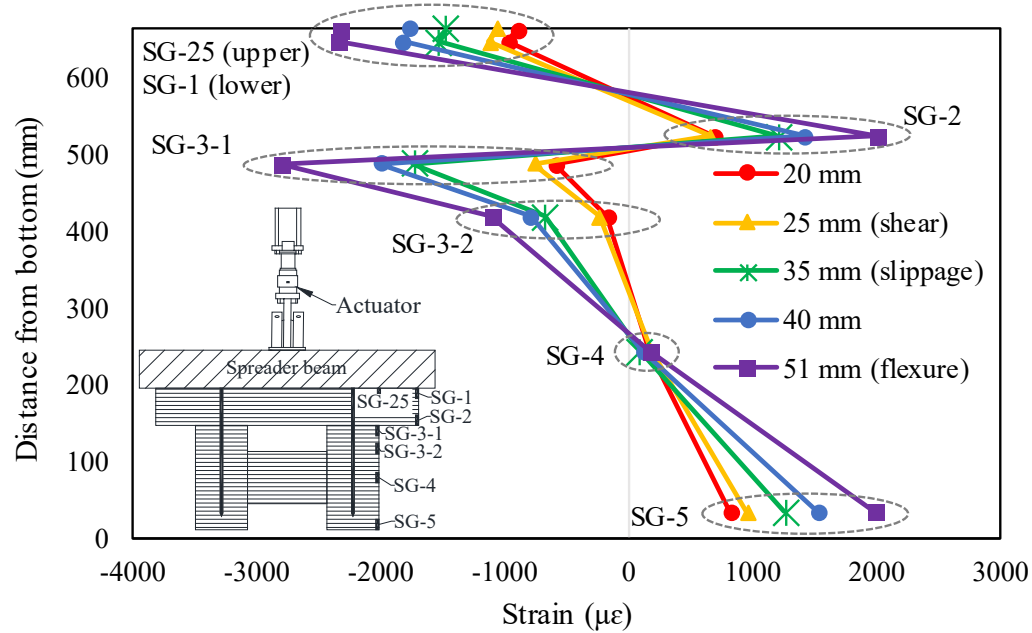 SG-25 (upper)
SG-1 (lower)
SG-2
SG-3-1
SG-3-2
SG-4
SG-5
20 mm
25 mm (shear)
35 mm (slippage)
40 mm
51 mm (flexure)
Actuator
Spreader beam
SG-25
SG-1
SG-2
SG-3-1
SG-3-2
SG-4
SG-5
Distance from bottom (mm)
600
500
400
300
200
100
0
-4000 -3000 -2000 -1000 0 1000 2000 3000
Strain (με)